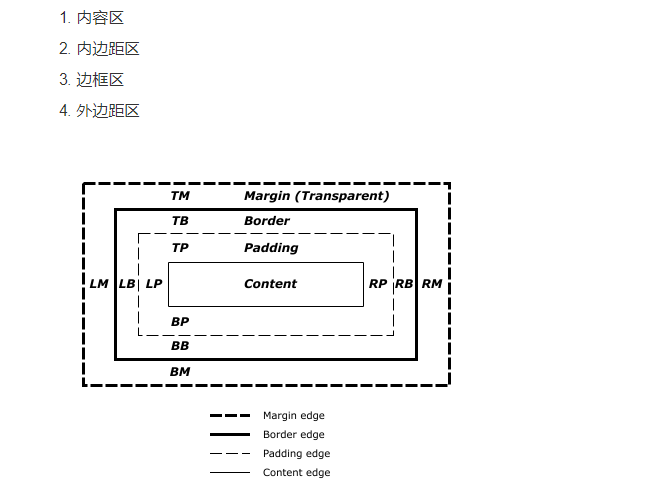 1. 内容区
2. 内边距区
3. 边框区
4. 外边距区
TM Margin (Transparent)
TB Border
TP Padding
LM LB LP Content RP RB RM
BP
BB
BM
Margin edge
Border edge
Padding edge
Content edge